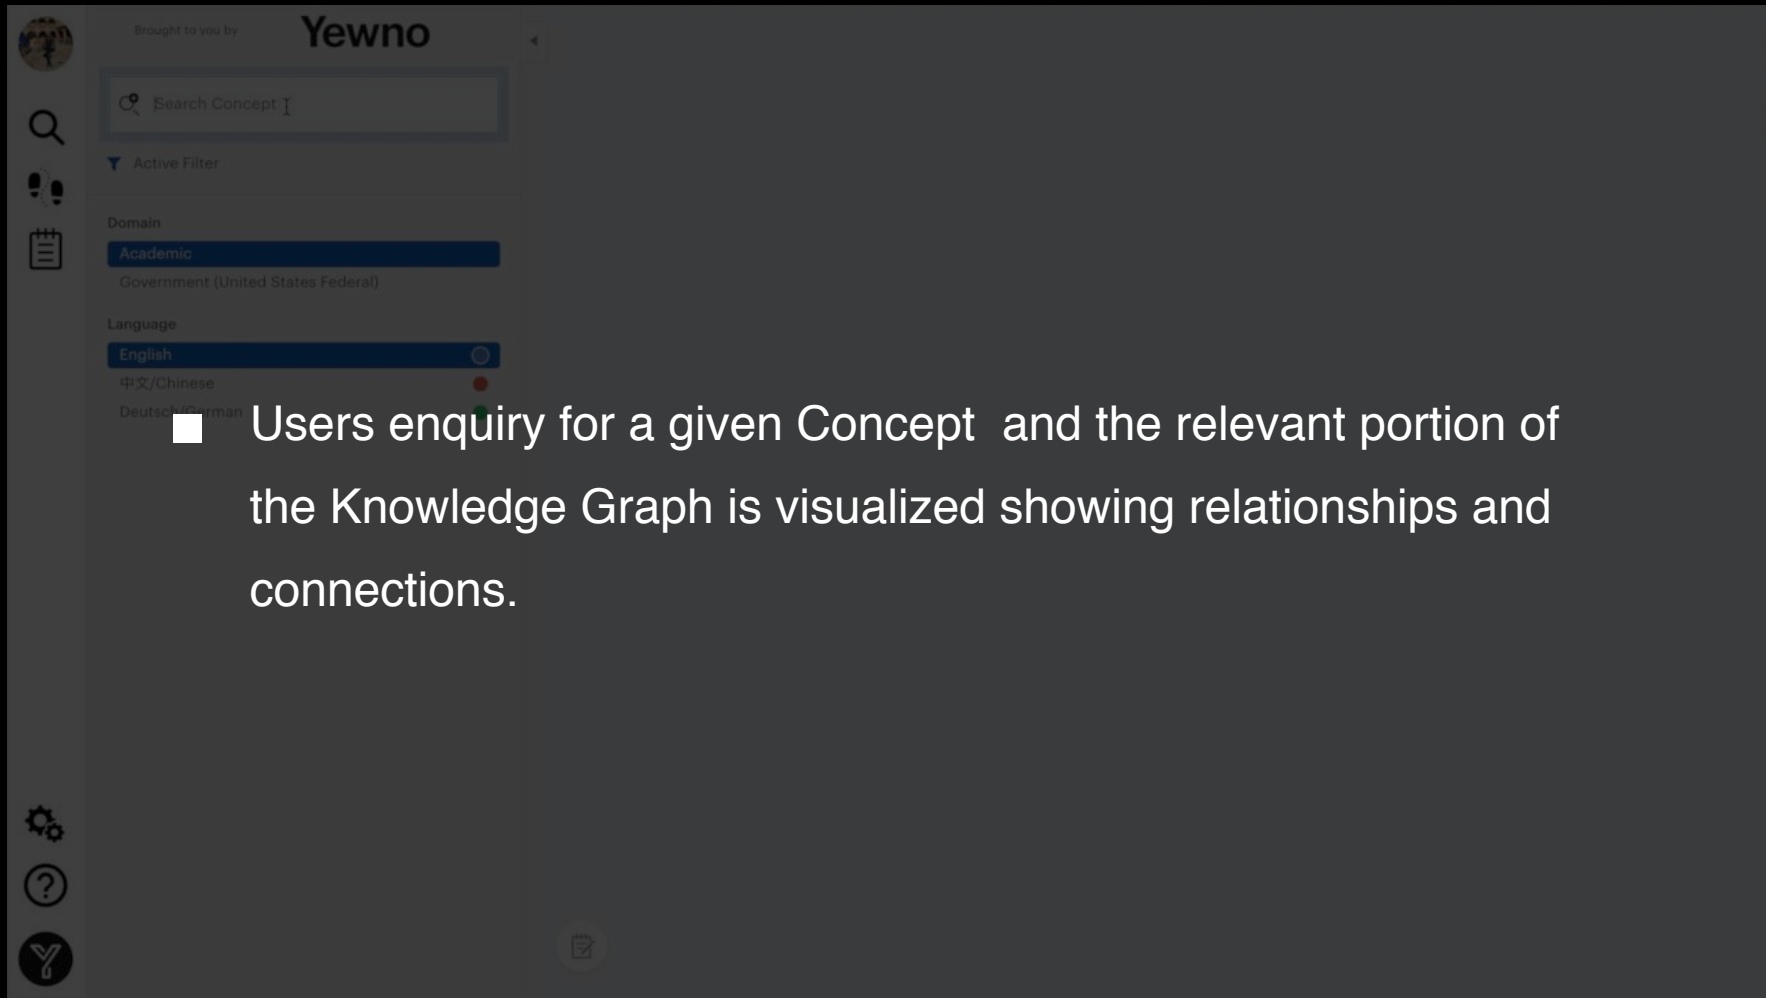 Brought to you by Yewno
Search Concept
Active Filter
Domain
Academic
Government (United States Federal)
Language
English
中文/Chinese
Deutsch/German
Users enquiry for a given Concept  and the relevant portion of
the Knowledge Graph is visualized showing relationships and
connections.